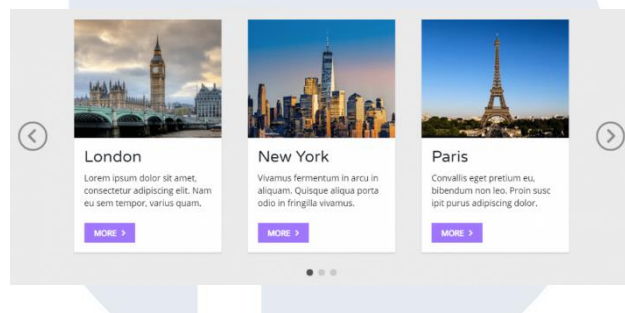 London
Lorem ipsum dolor sit amet,
consectetur adipiscing elit. Nam
eu sem tempor, varius quam.
MORE >
New York
Vivamus fermentum in arcu in
aliquam. Quisque aliqua porta
odio in fringilla vivamus.
MORE >
Paris
Convallis eget pretium eu,
bibendum non leo. Proin susc
ipit purus adipiscing dolor.
MORE >